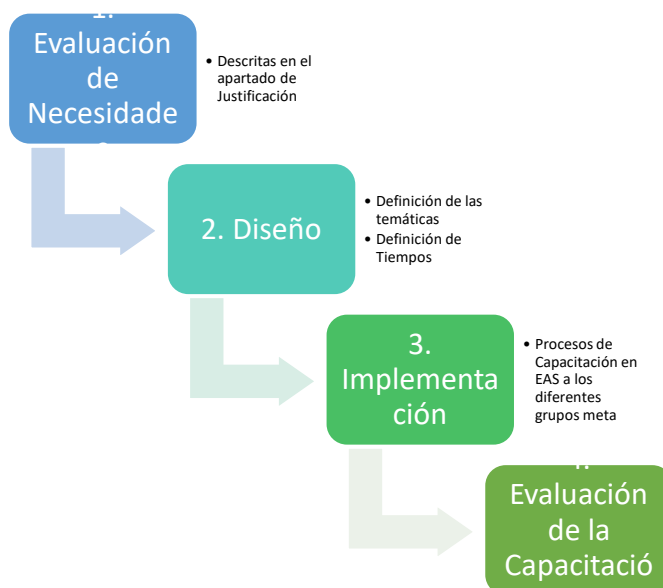 1.
Evaluación
de
Necesidade
• Descritas en el
apartado de
Justificación
2. Diseño
• Definición de las
temáticas
• Definición de
Tiempos
3.
Implementa
ción
• Procesos de
Capacitación en
EAS a los
diferentes
grupos meta
Evaluación
de la
Capacitació